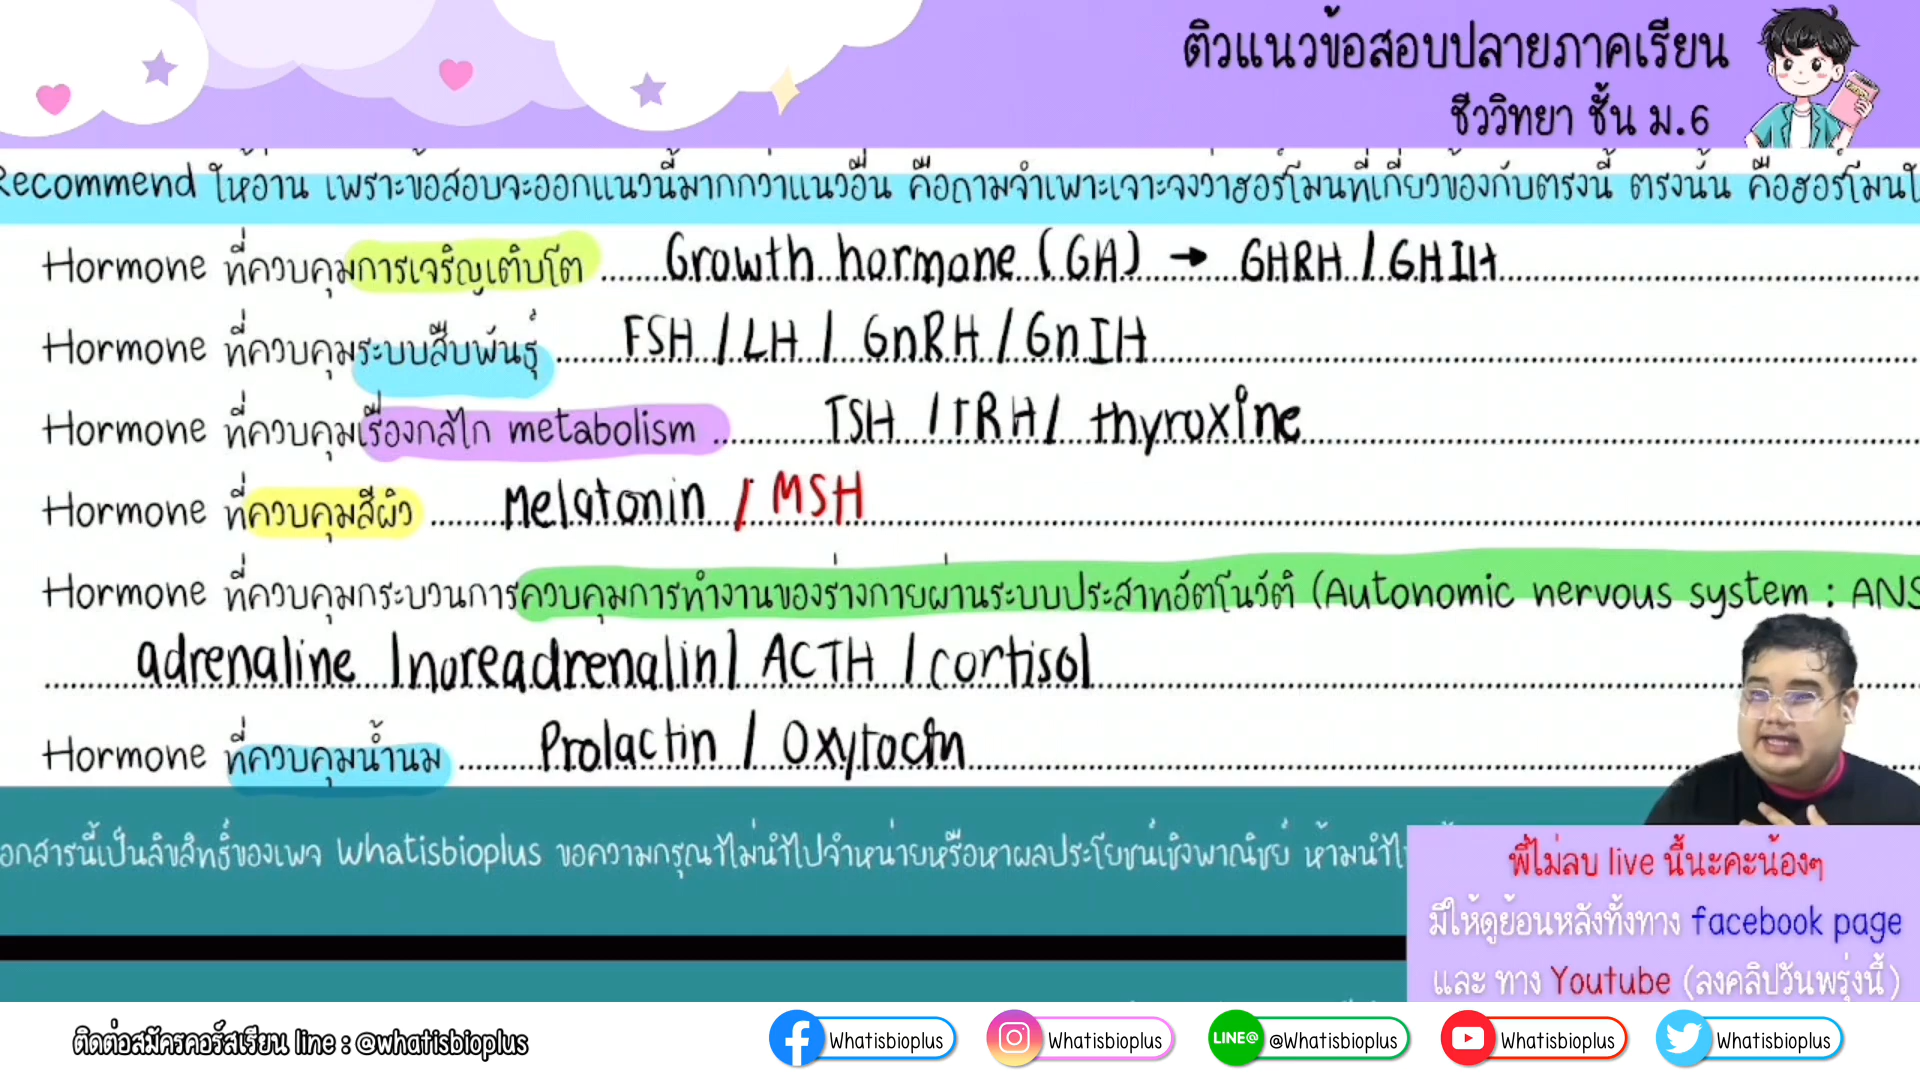 ติวแนวข้อสอบปลายภาคเรียน
ชีววิทยา ชั้น ม.6
Recommend ให้อ่าน เพราะข้อสอบจะออกแนวนี้มากกว่าแนวอื่น คือถามจำเพาะเจาะจงว่าฮอร์โมนที่เกี่ยวข้องกับตรงนี้ ตรงนั้น คือฮอร์โมน
Hormone ที่ควบคุมการเจริญเติบโต ........ Growth hormone (GH) → GHRH / GHIH
Hormone ที่ควบคุมระบบสืบพันธุ์ ........ FSH / LH / GnRH / GnIH
Hormone ที่ควบคุมเรื่องกลไก metabolism ........ TSH / TRH / thyroxine
Hormone ที่ควบคุมสีผิว ........ Melatonin / MSH
Hormone ที่ควบคุมกระบวนการควบคุมการทำงานของร่างกายผ่านระบบประสาทอัตโนวัติ (Autonomic nervous system : ANS
adrenaline / noreadrenalin / ACTH / cortisol
Hormone ที่ควบคุมน้ำนม ........ Prolactin / Oxytocin
อกสารนี้เป็นลิขสิทธิ์ของเพจ whatisbioplus ขอความกรุณาไม่นำไปจำหน่ายหรือหาผลประโยชน์เชิงพาณิชย์ ห้ามนำไ
พี่ไม่ลบ live นี้นะคะน้องๆ
มีให้ดูย้อนหลังทั้งทาง facebook page
และ ทาง Youtube (ลงคลิปวันพรุ่งนี้)
ติดต่อสมัครคอร์สเรียน line : @whatisbioplus
Whatisbioplus
Whatisbioplus
LINE@ @Whatisbioplus
Whatisbioplus
Whatisbioplus